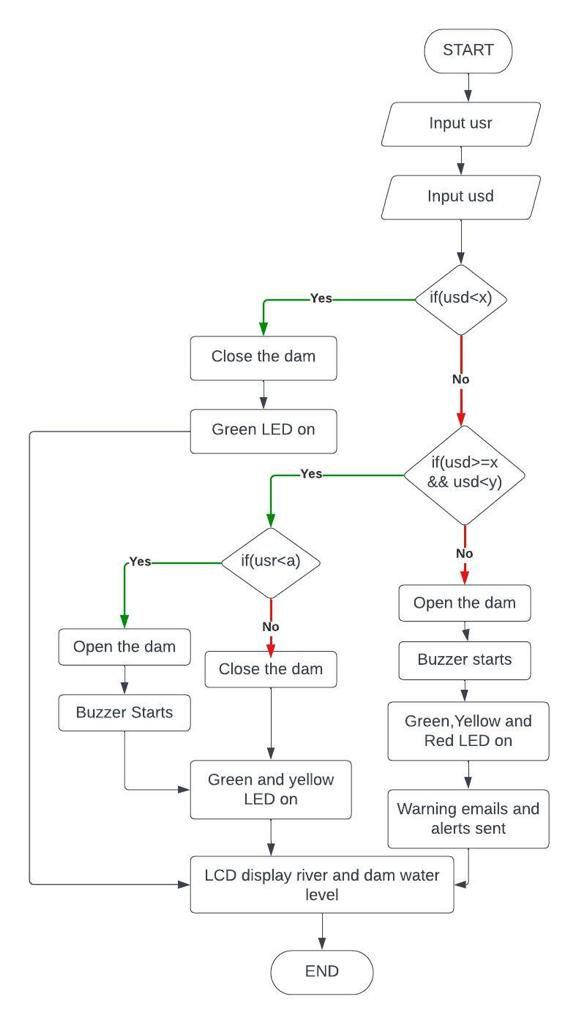 START
Input usr
Input usd
if(usd<x)
Yes
No
Close the dam
Green LED on
if(usd>=x
&& usd<y)
Yes
No
if(usr<a)
Yes
No
Open the dam
Buzzer Starts
Close the dam
Green and yellow
LED on
Open the dam
Buzzer starts
Green,Yellow and
Red LED on
Warning emails and
alerts sent
LCD display river and dam water
level
END